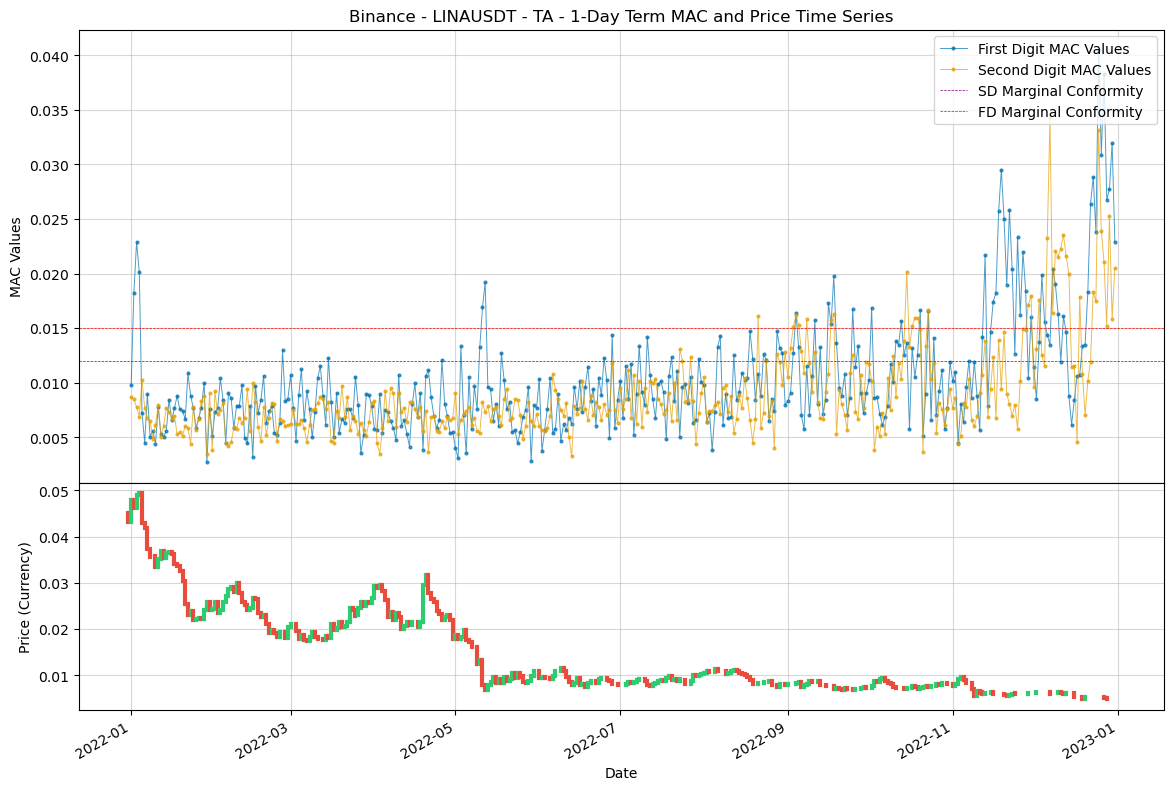 Binance - LINAUSDT - TA - 1-Day Term MAC and Price Time Series
First Digit MAC Values
Second Digit MAC Values
SD Marginal Conformity
FD Marginal Conformity
MAC Values
0.040
0.035
0.030
0.025
0.020
0.015
0.010
0.005
Price (Currency)
0.05
0.04
0.03
0.02
0.01
2022-01
2022-03
2022-05
2022-07
2022-09
2022-11
2023-01
Date